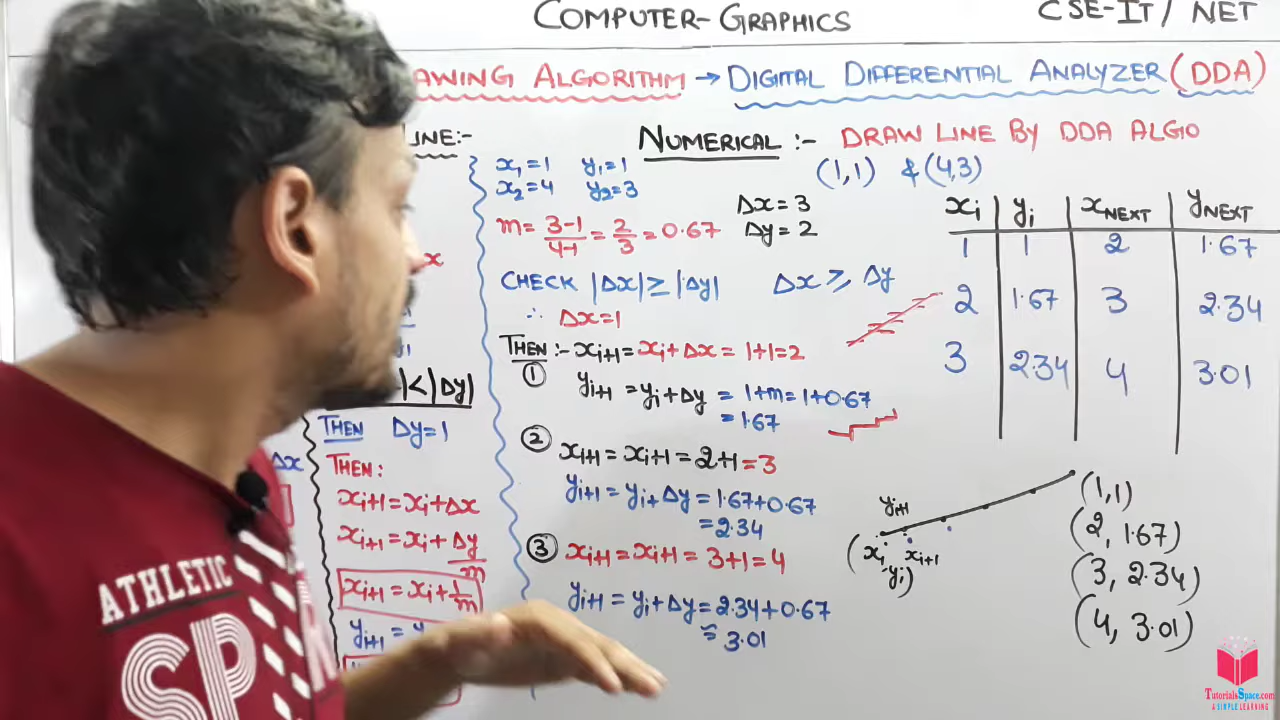 COMPUTER-GRAPHICS
CSE-IT/ NET
AWING ALGORITHM → DIGITAL DIFFERENTIAL ANALYZER (DDA)
LINE:-
NUMERICAL :- DRAW LINE BY DDA ALGO
(1,1) & (4,3)
x₁=1 y₁=1
x₂=4 y₂=3
Δx=3
Δy=2
m= 3-1/4-1 = 2/3 = 0.67
CHECK |Δx|≥|Δy| Δx ≥ Δy
∴ Δx=1
THEN:- xi+1 = xi+Δx = 1+1=2
① yi+1 = yi+Δy = 1+m = 1+0.67
= 1.67
② xi+1 = xi+1 = 2+1 = 3
yi+1 = yi+Δy = 1.67+0.67
= 2.34
③ xi+1 = xi+1 = 3+1 = 4
yi+1 = yi+Δy = 2.34+0.67
≈ 3.01
<|Δy|
THEN Δy=1
THEN:
xi+1 = xi+Δx
xi+1 = xi + Δy/m
xi+1 = xi + 1/m
yi+1 =
Δx
xi yi xNEXT yNEXT
1 1 2 1.67
2 1.67 3 2.34
3 2.34 4 3.01
yi+1
(xi, yi)
xi+1
(1,1)
(2, 1.67)
(3, 2.34)
(4, 3.01)
ATHLETIC
SP
TutorialsSpace.com
A SIMPLE LEARNING